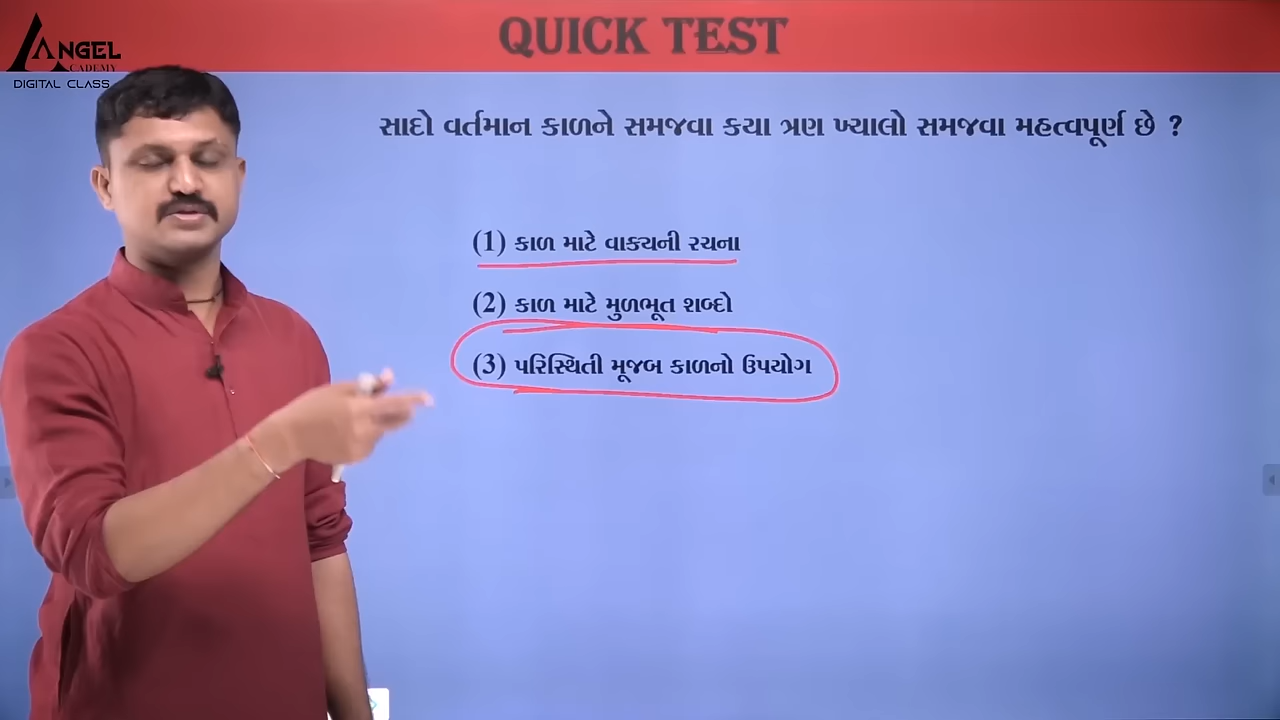 QUICK TEST
ANGEL
ACADEMY
DIGITAL CLASS
સાદો વર્તમાન કાળને સમજવા કયા ત્રણ ખ્યાલો સમજવા મહત્વપૂર્ણ છે ?
(1) કાળ માટે વાક્યની રચના
(2) કાળ માટે મુળભૂત શબ્દો
(3) પરિસ્થિતી મૂજબ કાળનો ઉપયોગ